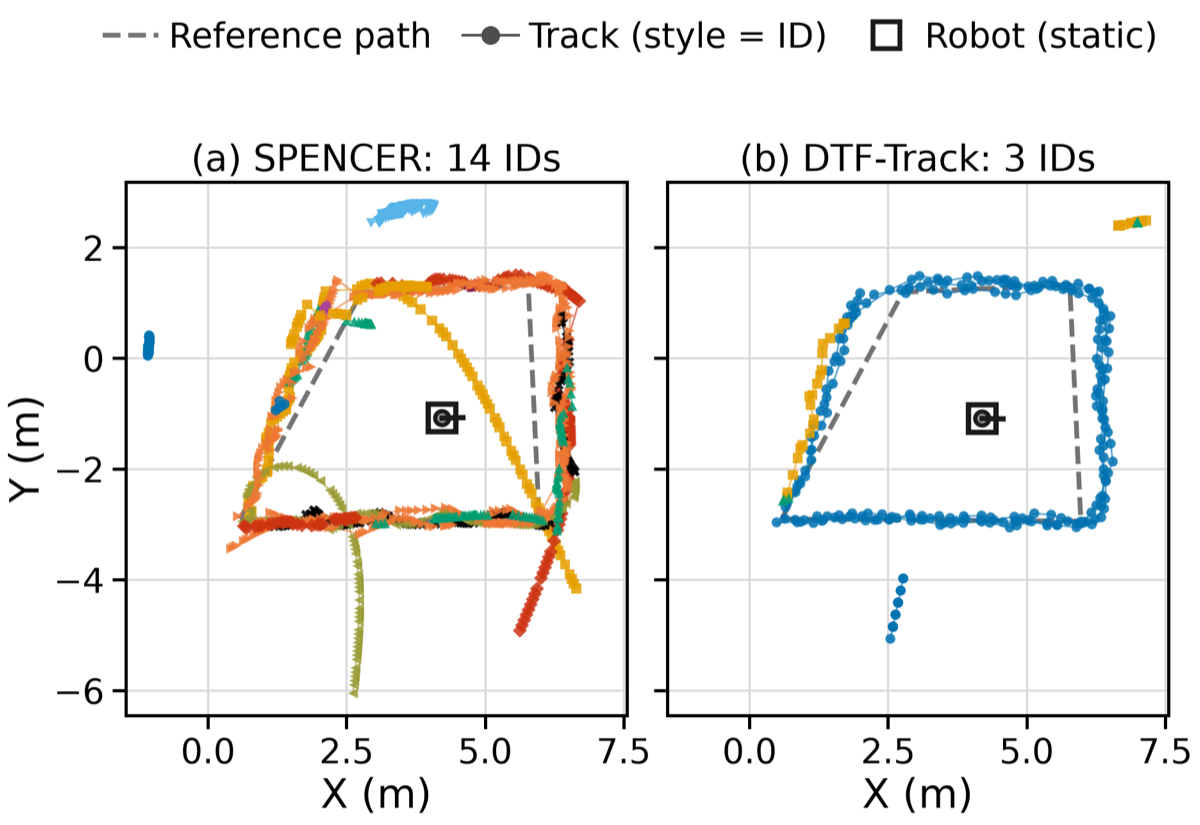 Reference path Track (style = ID) Robot (static)
(a) SPENCER: 14 IDs
(b) DTF-Track: 3 IDs
2
0
−2
−4
−6
Y (m)
0.0 2.5 5.0 7.5
0.0 2.5 5.0 7.5
X (m)
X (m)